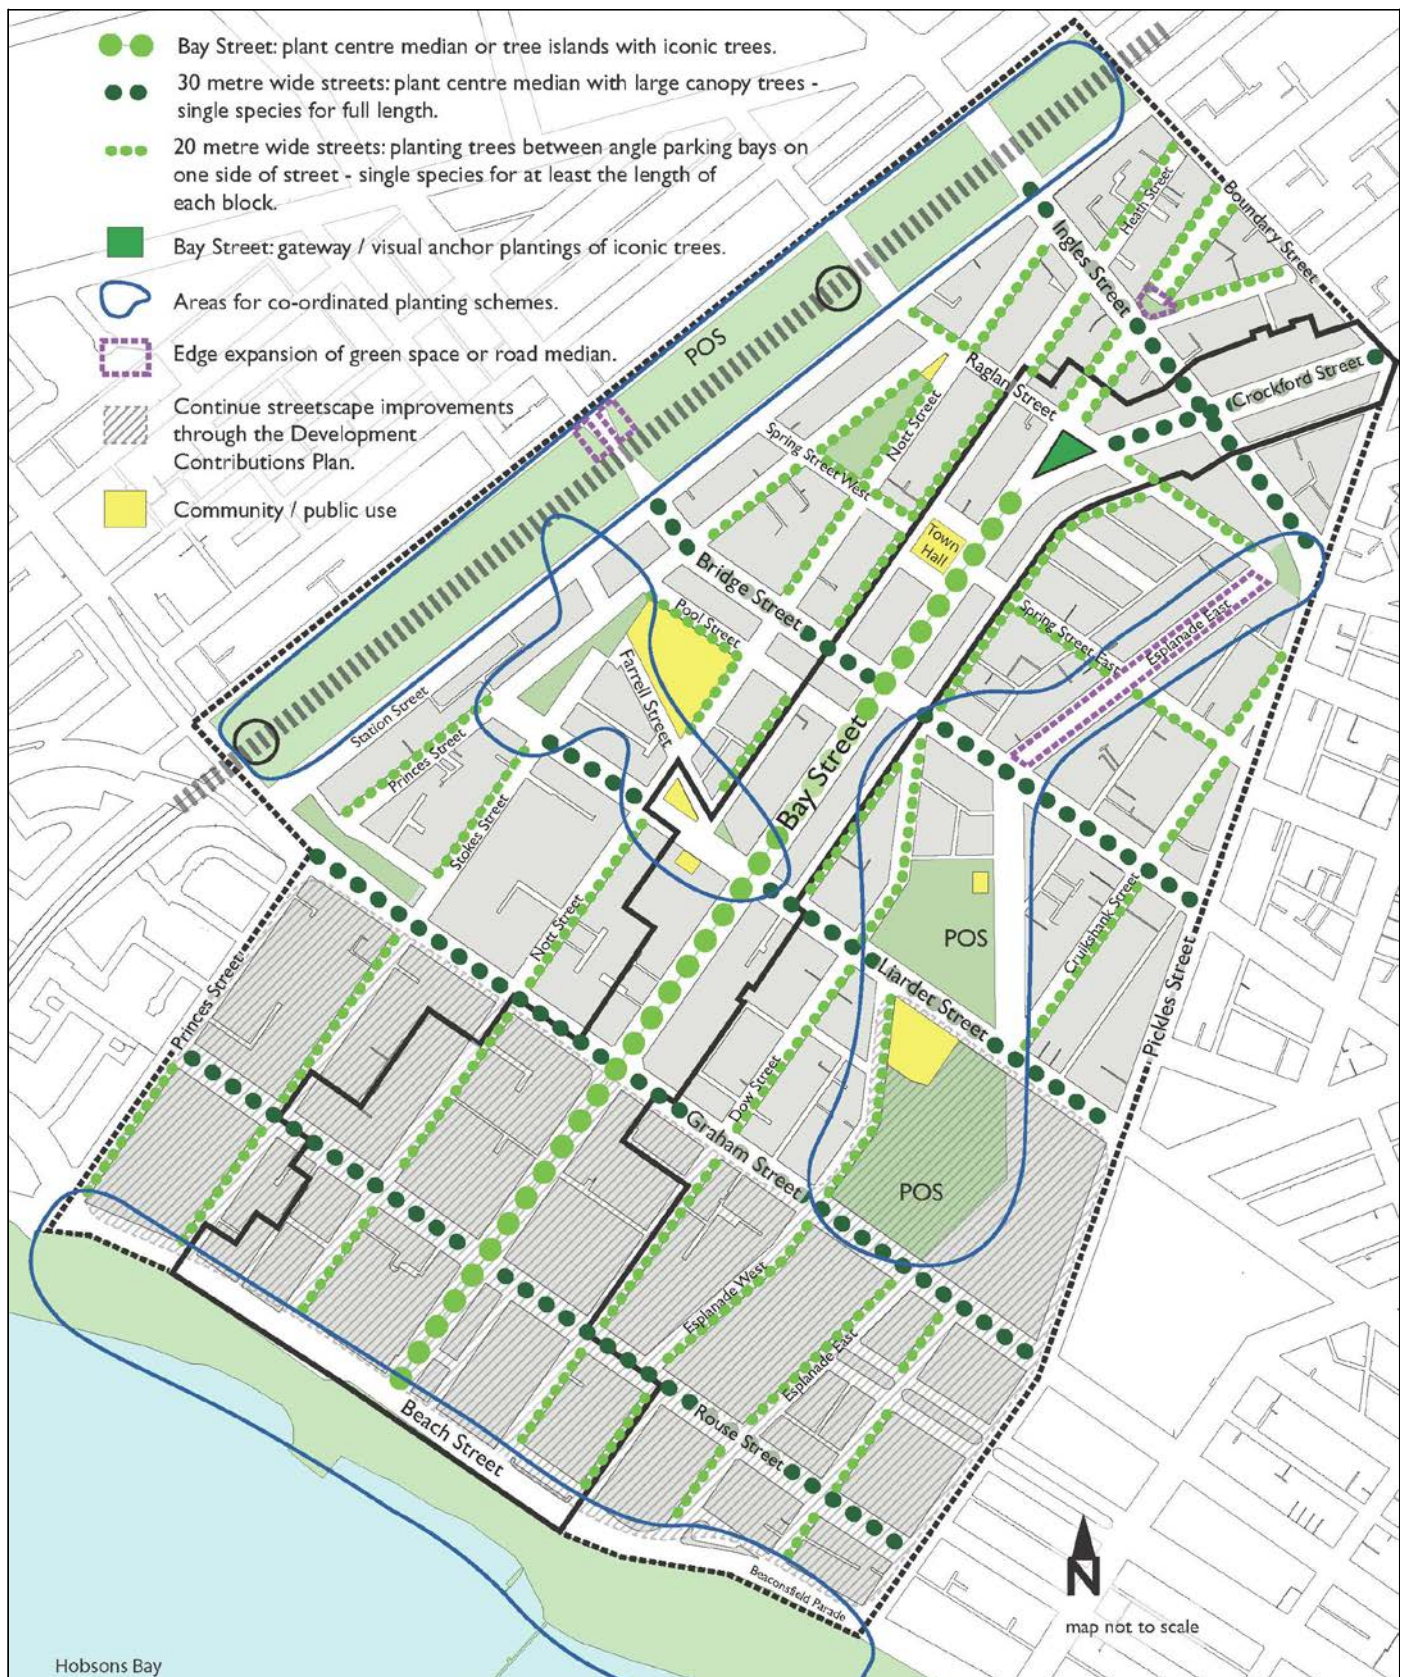 Bay Street: plant centre median or tree islands with iconic trees.
30 metre wide streets: plant centre median with large canopy trees -
single species for full length.
20 metre wide streets: planting trees between angle parking bays on
one side of street - single species for at least the length of
each block.
Bay Street: gateway / visual anchor plantings of iconic trees.
Areas for co-ordinated planting schemes.
Edge expansion of green space or road median.
Continue streetscape improvements
through the Development
Contributions Plan.
Community / public use
POS
Heath Street
Boundary Street
Ingles Street
Crockford Street
Raglan Street
Nott Street
Spring Street West
Town
Hall
Bridge Street
Pool Street
Farrell Street
Station Street
Princes Street
Stokes Street
Nott Street
Bay Street
Spring Street East
Esplanade East
POS
Cruikshank Street
Liardet Street
Pickles Street
Princes Street
Dow Street
Graham Street
POS
Esplanade West
Esplanade East
Rouse Street
Beach Street
Beaconsfield Parade
N
map not to scale
Hobsons Bay